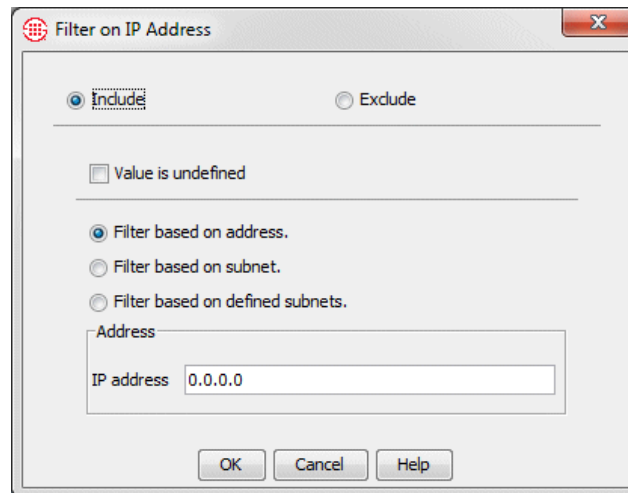 Filter on IP Address
Include Exclude
Value is undefined
Filter based on address.
Filter based on subnet.
Filter based on defined subnets.
Address
IP address 0.0.0.0
OK Cancel Help